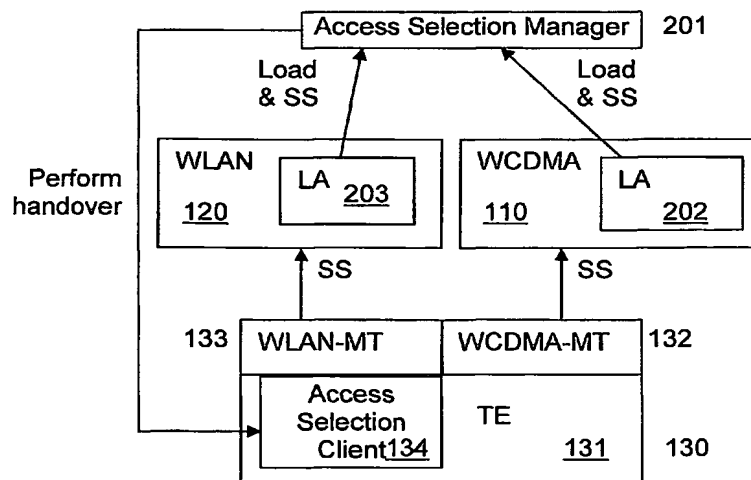 Access Selection Manager 201
Load
& SS
Load
& SS
WLAN
LA
203
120
WCDMA
LA
202
110
Perform
handover
SS
SS
133 WLAN-MT WCDMA-MT 132
Access
Selection
Client134
TE
131
130